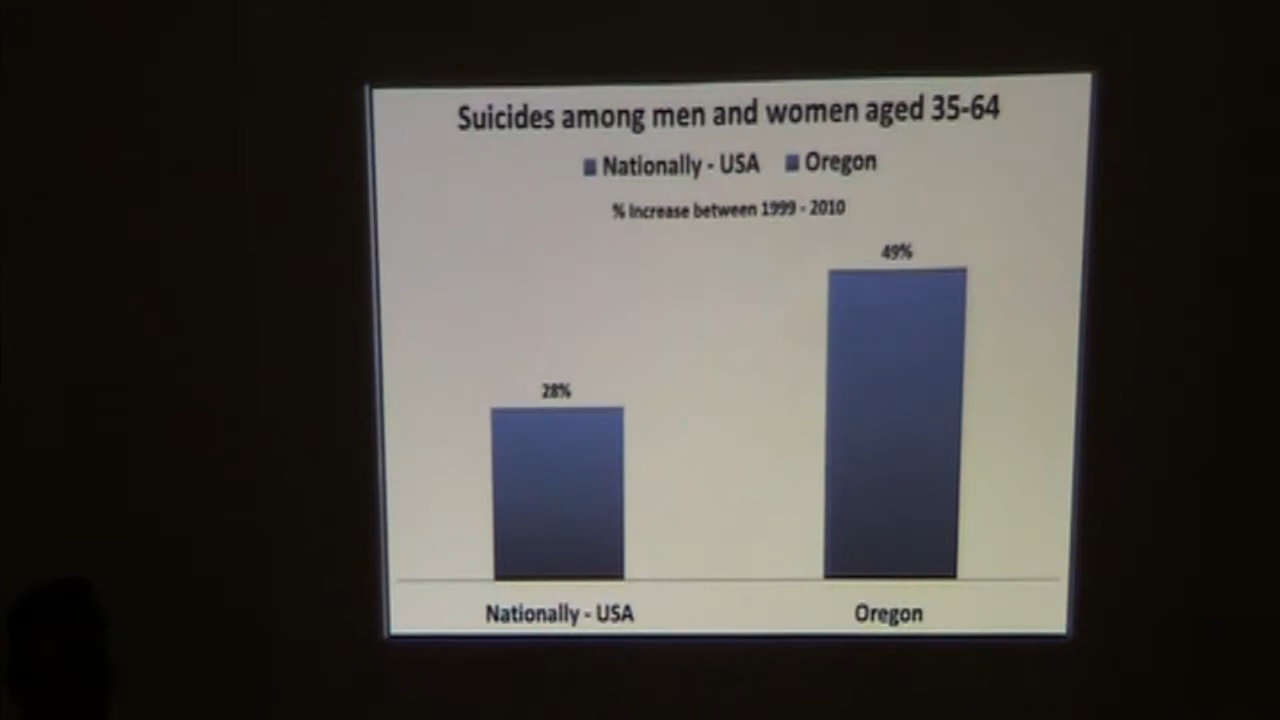 Suicides among men and women aged 35-64
Nationally - USA Oregon
% Increase between 1999 - 2010
49%
28%
Nationally - USA Oregon